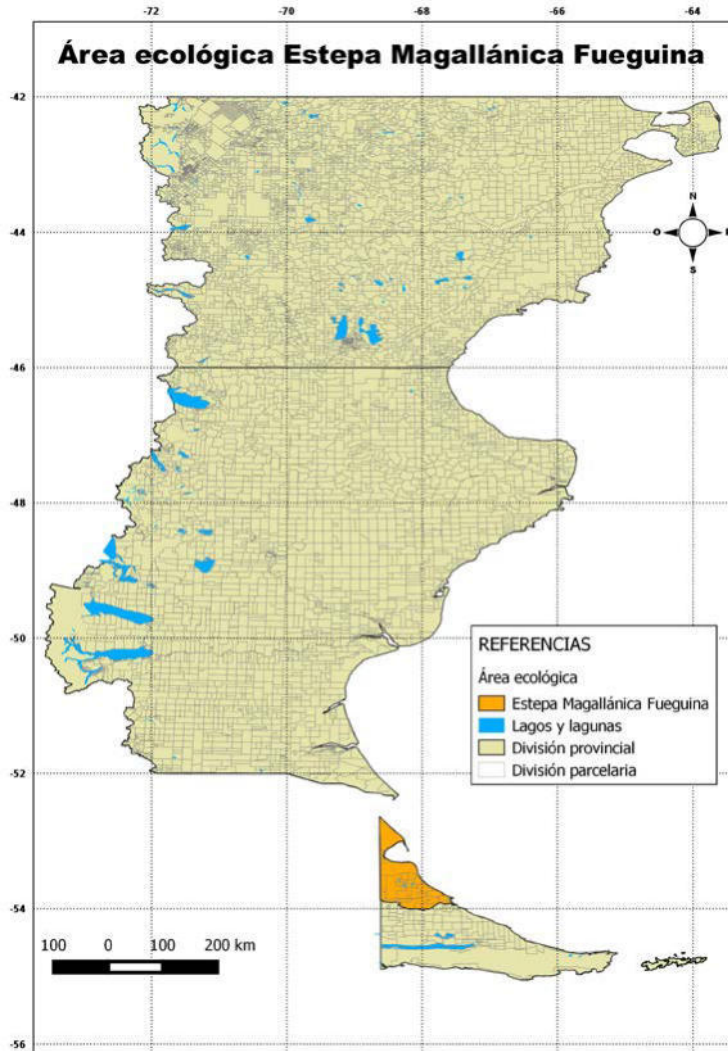 -72 -70 -68 -66 -64
Área ecológica Estepa Magallánica Fueguina
-42
N
-44
O E
S
-46
-48
-50
REFERENCIAS
Área ecológica
Estepa Magallánica Fueguina
Lagos y lagunas
División provincial
División parcelaria
-52
-54
100 0 100 200 km
-56